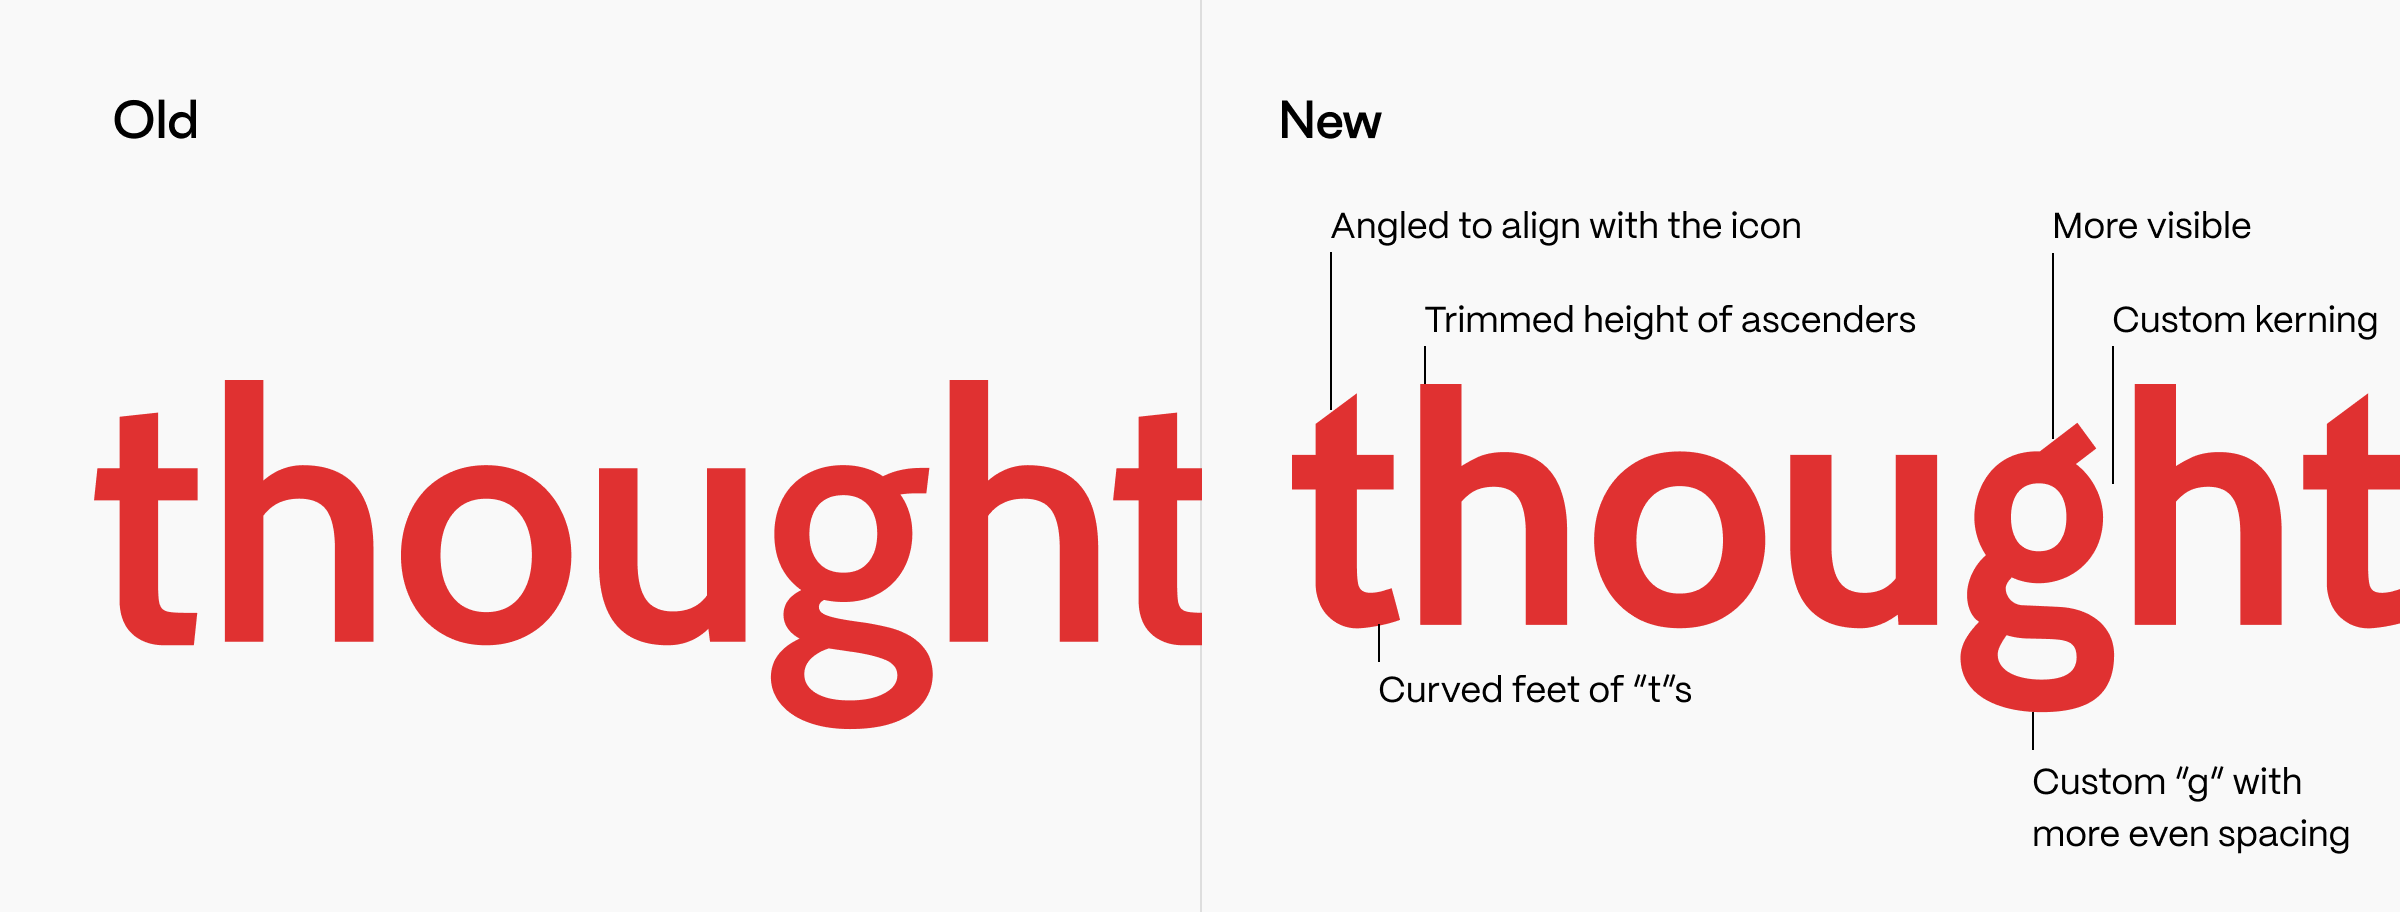 Old
thought
New
Angled to align with the icon
More visible
Trimmed height of ascenders
Custom kerning
thought
Curved feet of "t"s
Custom "g" with
more even spacing